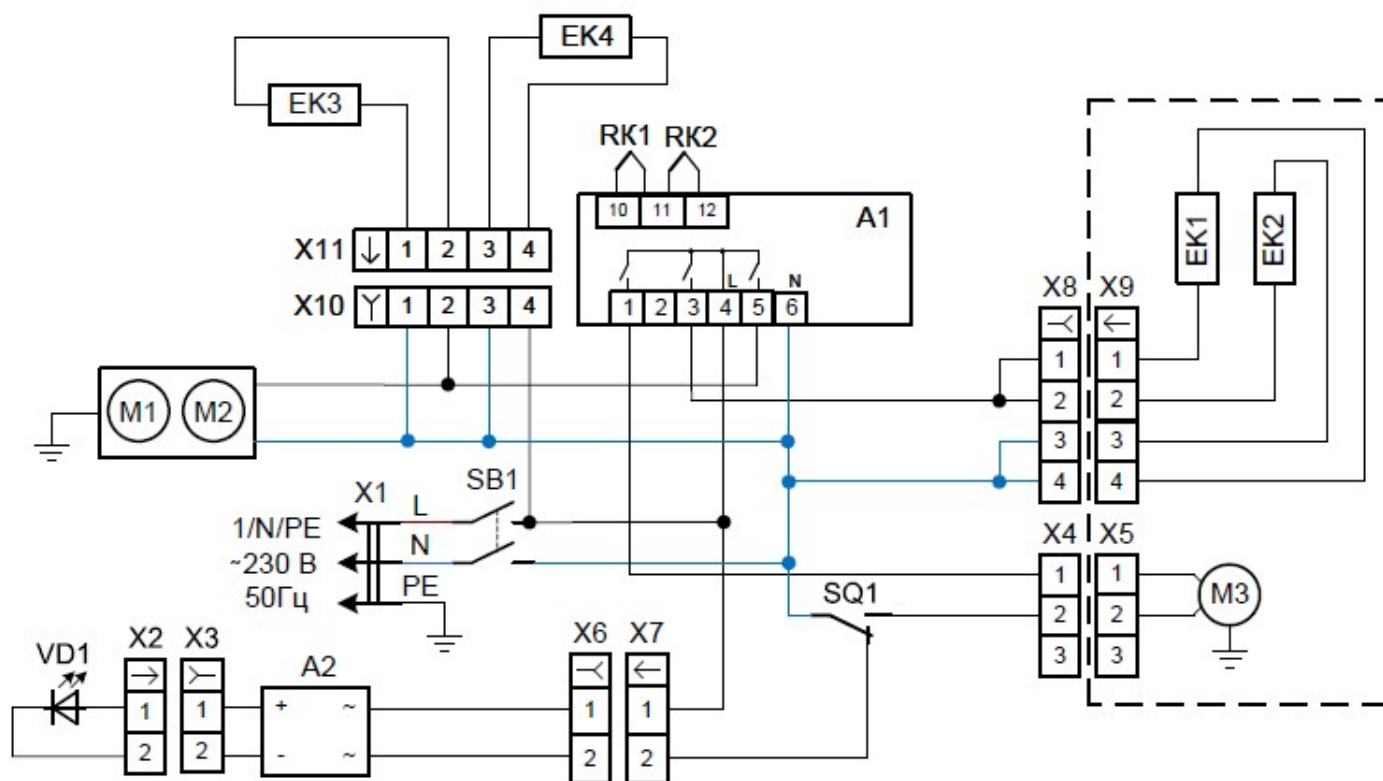 EK4
EK3
RK1 RK2
10 11 12
A1
X11 1 2 3 4
X10 1 2 3 4
L N
1 2 3 4 5 6
EK1 EK2
X8 X9
1 1
2 2
3 3
4 4
M1 M2
X1 L SB1
1/N/PE
N
~230 В
PE
50Гц
X4 X5
1 1
2 2
3 3
SQ1
M3
VD1 X2 X3 A2 X6 X7
1 1 + ~ 1 1
2 2 - ~ 2 2